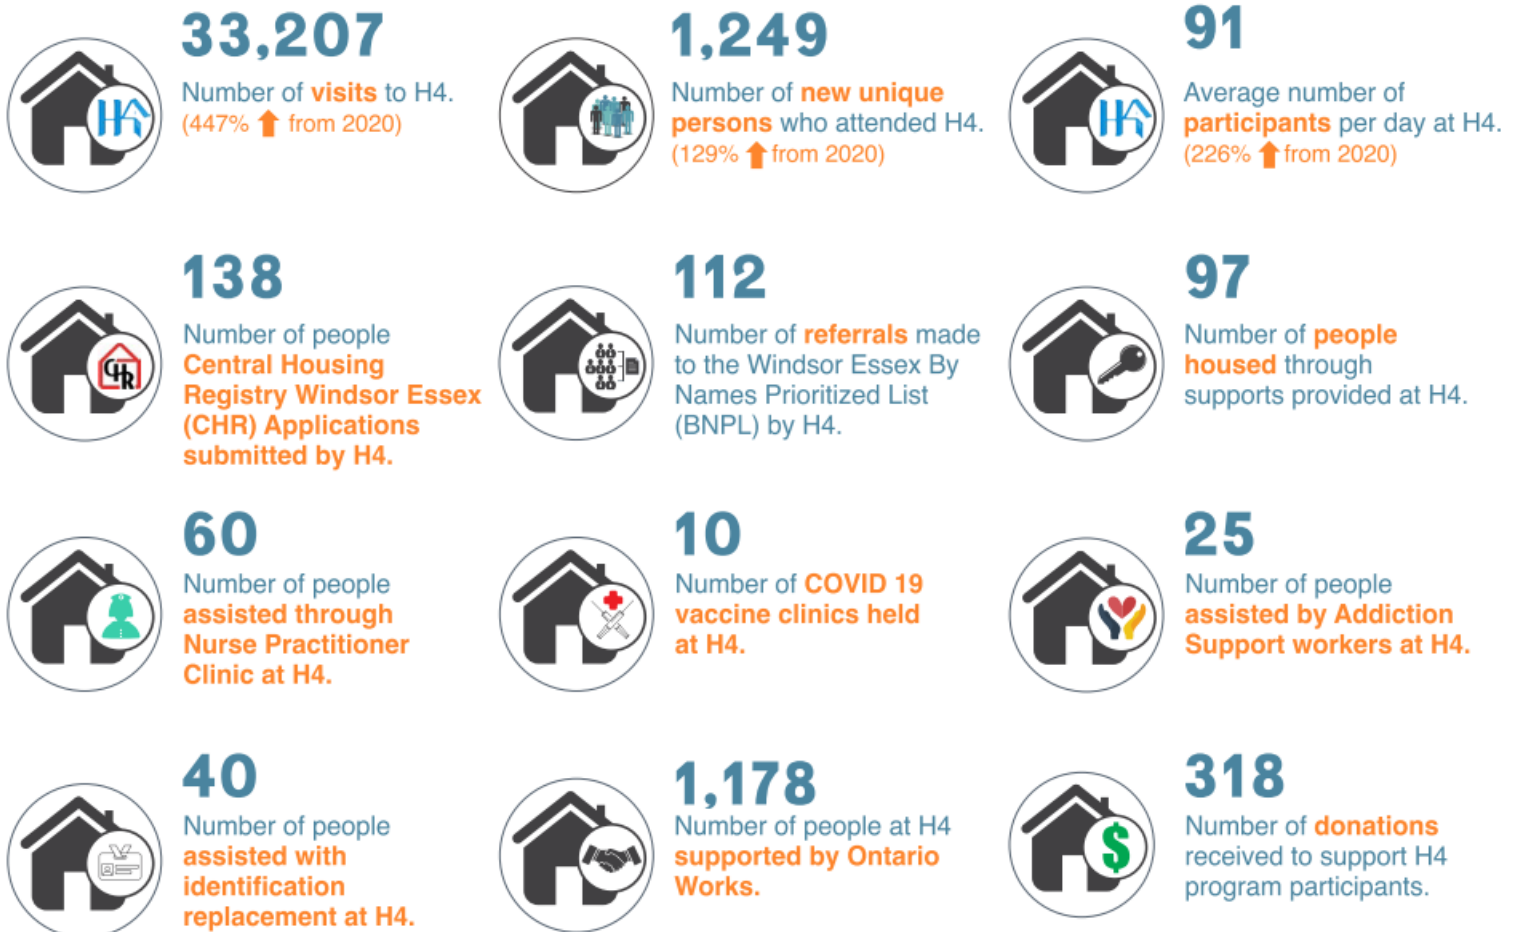 33,207
Number of visits to H4.
(447% ⬆ from 2020)
1,249
Number of new unique
persons who attended H4.
(129% ⬆ from 2020)
91
Average number of
participants per day at H4.
(226% ⬆ from 2020)
138
Number of people
Central Housing
Registry Windsor Essex
(CHR) Applications
submitted by H4.
112
Number of referrals made
to the Windsor Essex By
Names Prioritized List
(BNPL) by H4.
97
Number of people
housed through
supports provided at H4.
60
Number of people
assisted through
Nurse Practitioner
Clinic at H4.
10
Number of COVID 19
vaccine clinics held
at H4.
25
Number of people
assisted by Addiction
Support workers at H4.
40
Number of people
assisted with
identification
replacement at H4.
1,178
Number of people at H4
supported by Ontario
Works.
318
Number of donations
received to support H4
program participants.
H4
H4
CHR
$